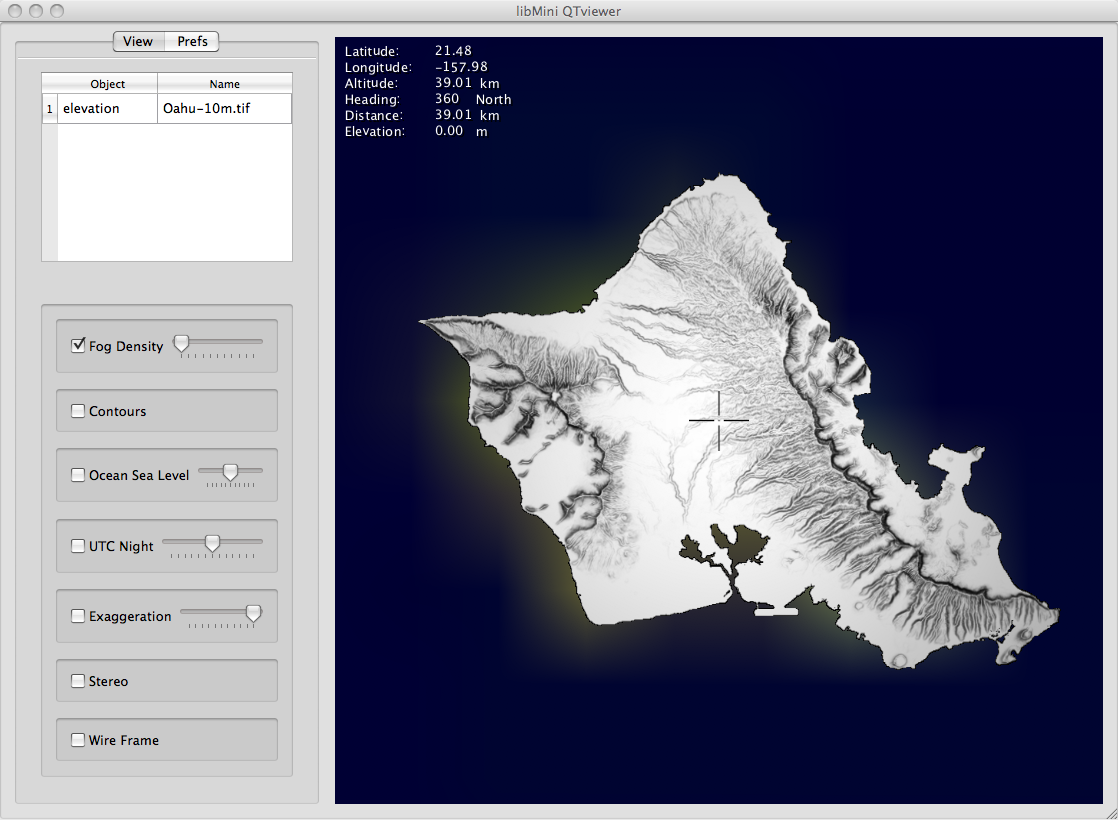 libMini QTviewer
View Prefs
Object Name
1 elevation Oahu-10m.tif
Fog Density
Contours
Ocean Sea Level
UTC Night
Exaggeration
Stereo
Wire Frame
Latitude: 21.48
Longitude: -157.98
Altitude: 39.01 km
Heading: 360 North
Distance: 39.01 km
Elevation: 0.00 m